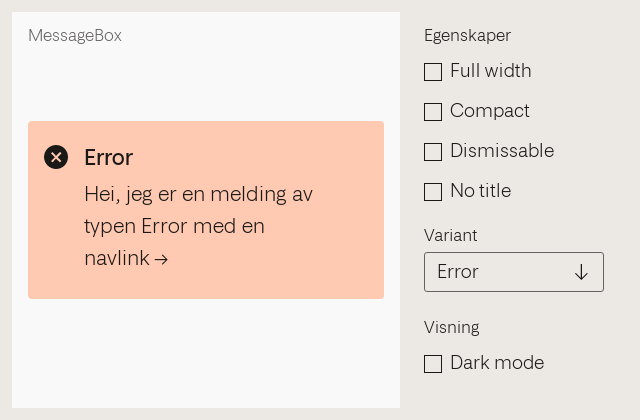 MessageBox
Error
Hei, jeg er en melding av
typen Error med en
navlink →
Egenskaper
Full width
Compact
Dismissable
No title
Variant
Error
Visning
Dark mode